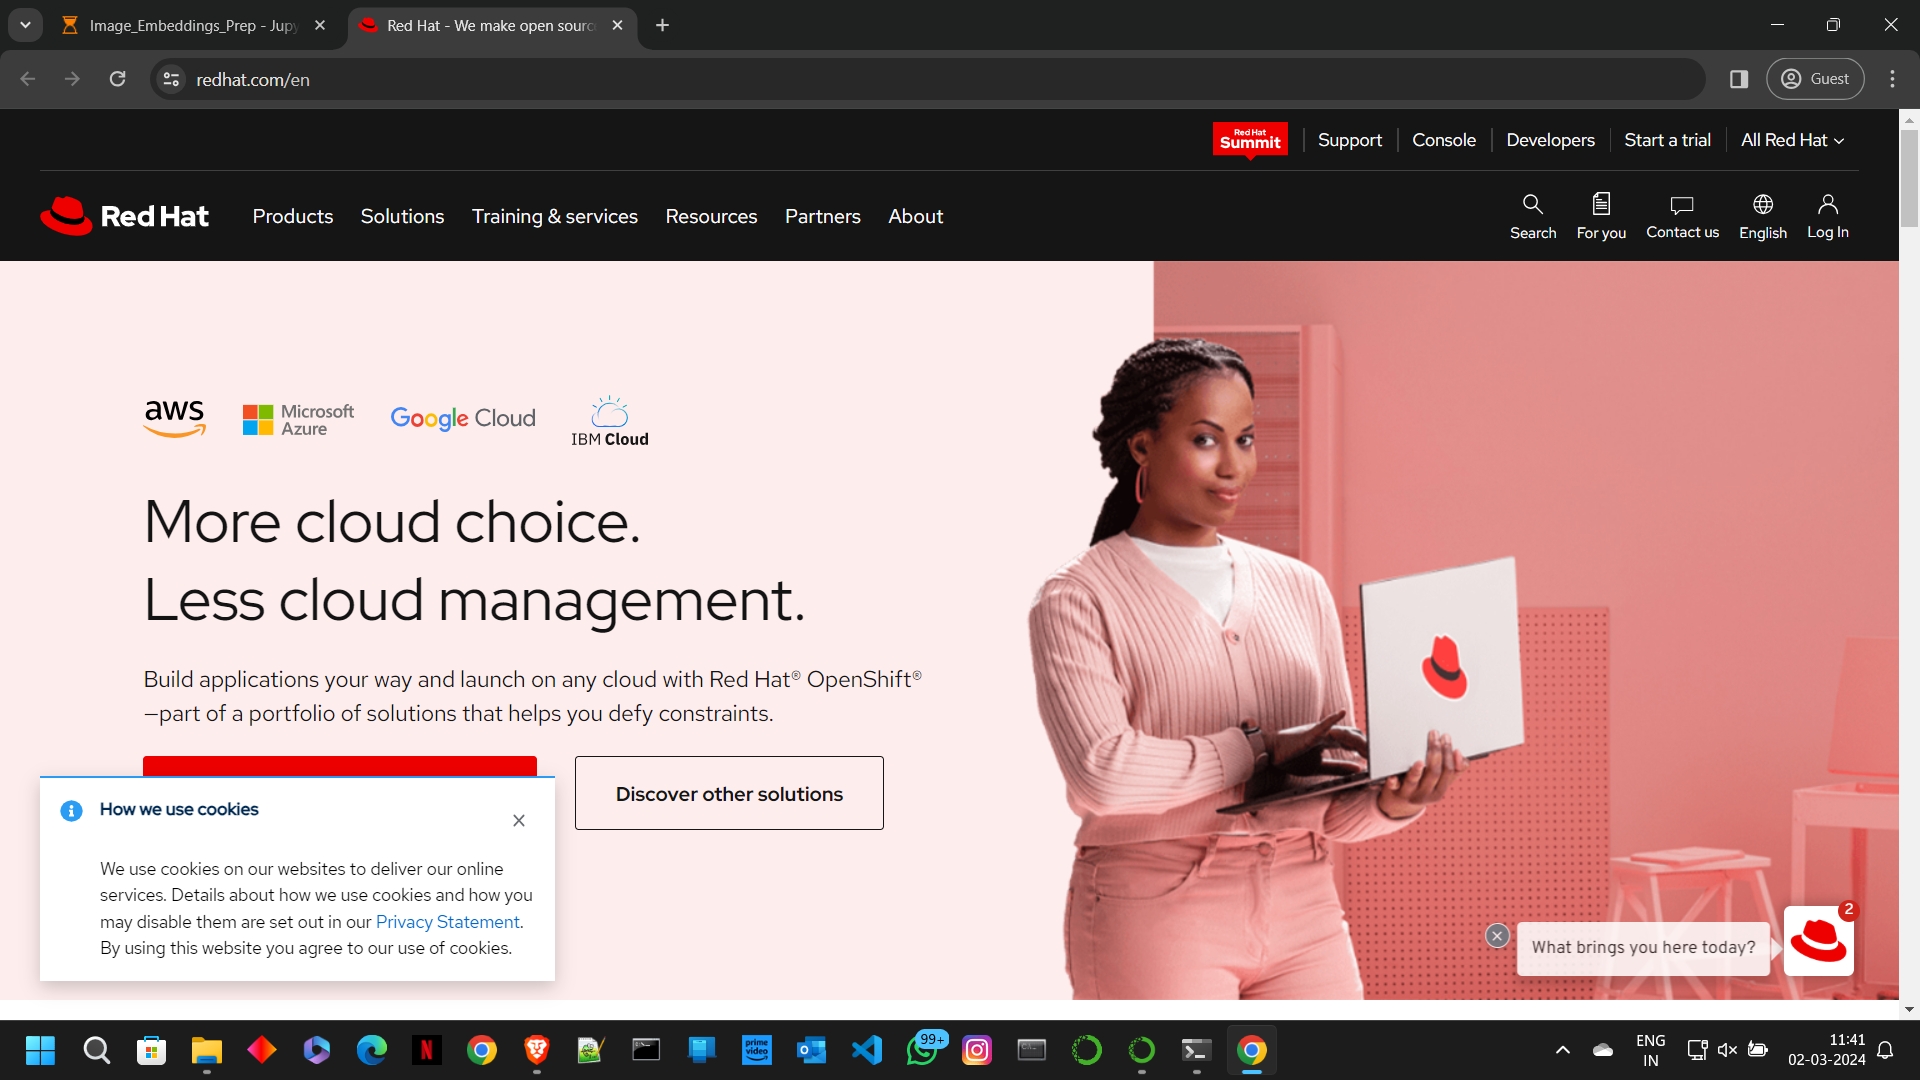 Image_Embeddings_Prep - Jupy
Red Hat - We make open sourc
redhat.com/en
Guest
Red Hat
Summit
Support
Console
Developers
Start a trial
All Red Hat
Red Hat
Products
Solutions
Training & services
Resources
Partners
About
Search
For you
Contact us
English
Log In
aws
Microsoft
Azure
Google Cloud
IBM Cloud
More cloud choice.
Less cloud management.
Build applications your way and launch on any cloud with Red Hat® OpenShift®
—part of a portfolio of solutions that helps you defy constraints.
Discover other solutions
How we use cookies
We use cookies on our websites to deliver our online
services. Details about how we use cookies and how you
may disable them are set out in our Privacy Statement.
By using this website you agree to our use of cookies.
2
What brings you here today?
N
prime
video
99+
ENG
IN
11:41
02-03-2024